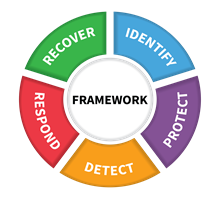 FRAMEWORK
IDENTIFY
PROTECT
DETECT
RESPOND
RECOVER